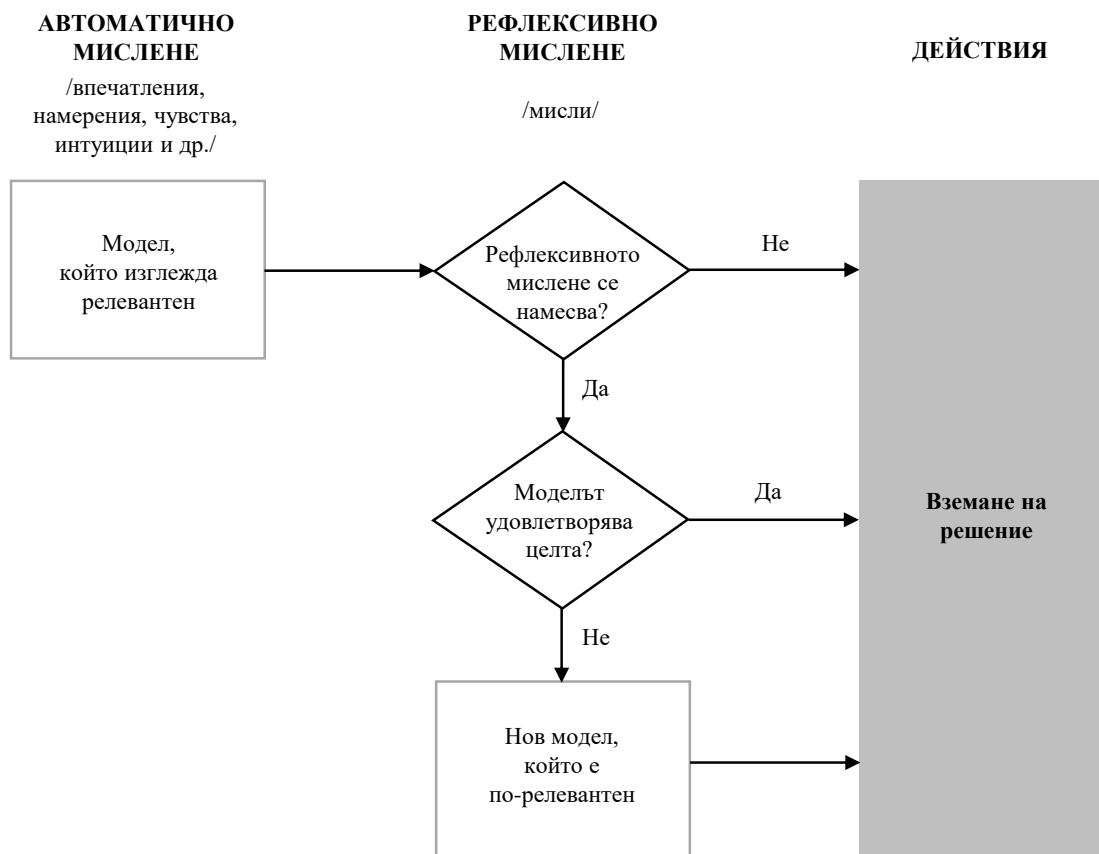 АВТОМАТИЧНО
МИСЛЕНЕ
/впечатления,
намерения, чувства,
интуиции и др./
РЕФЛЕКСИВНО
МИСЛЕНЕ
/мисли/
ДЕЙСТВИЯ
Модел,
който изглежда
релевантен
Рефлексивното
мислене се
намесва?
Не
Да
Моделът
удовлетворява
целта?
Да
Не
Нов модел,
който е
по-релевантен
Вземане на
решение